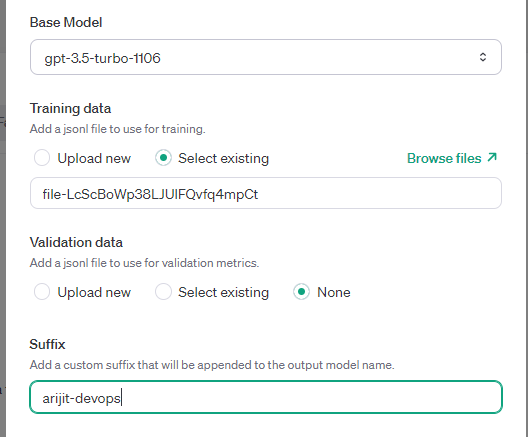 Base Model
gpt-3.5-turbo-1106
Training data
Add a jsonl file to use for training.
Upload new Select existing Browse files
file-LcScBoWp38LJUlFQvfq4mpCt
Validation data
Add a jsonl file to use for validation metrics.
Upload new Select existing None
Suffix
Add a custom suffix that will be appended to the output model name.
arijit-devops